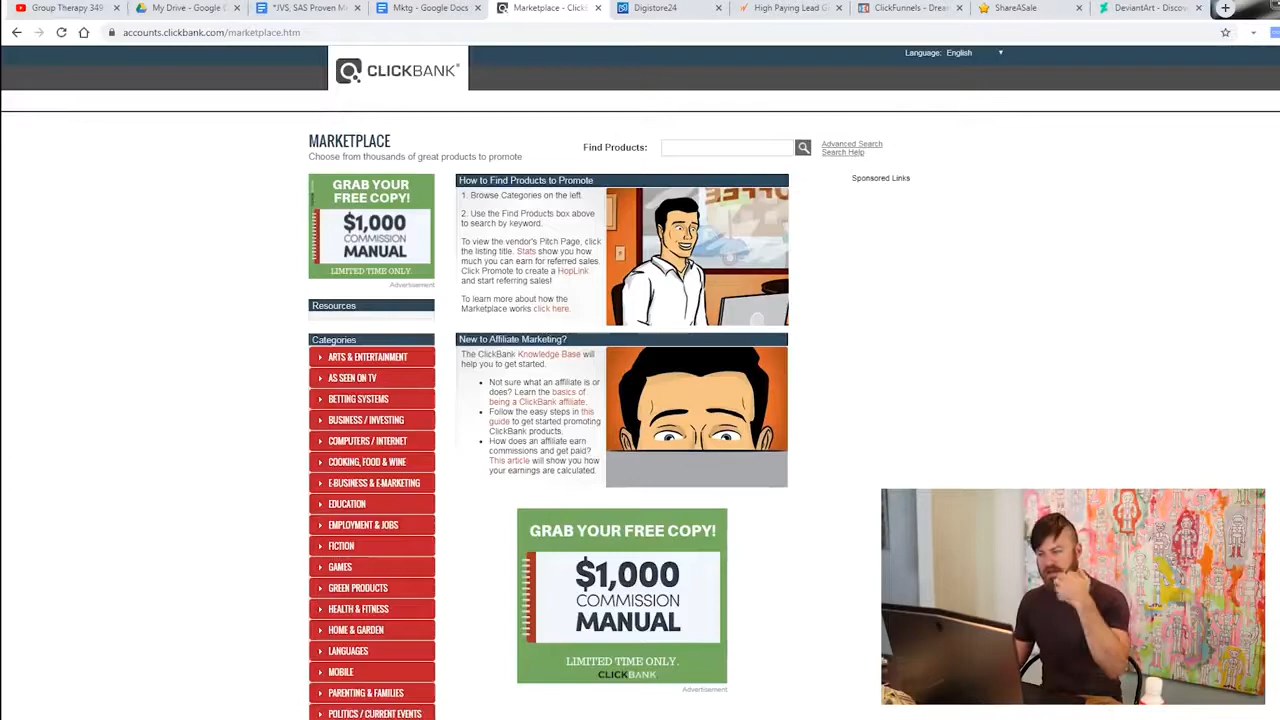 Group Therapy 349
My Drive - Google D
*IVS, SAS Proven M
Mktg - Google Docs
Marketplace - Click
Digistore24
High Paying Lead G
ClickFunnels - Dream
ShareASale
DeviantArt - Discov
accounts.clickbank.com/marketplace.htm
Language: English
CLICKBANK®
MARKETPLACE
Choose from thousands of great products to promote
Find Products:
Advanced Search
Search Help
Sponsored Links
GRAB YOUR
FREE COPY!
$1,000
COMMISSION
MANUAL
LIMITED TIME ONLY.
Advertisement
Resources
Categories
ARTS & ENTERTAINMENT
AS SEEN ON TV
BETTING SYSTEMS
BUSINESS / INVESTING
COMPUTERS / INTERNET
COOKING, FOOD & WINE
E-BUSINESS & E-MARKETING
EDUCATION
EMPLOYMENT & JOBS
FICTION
GAMES
GREEN PRODUCTS
HEALTH & FITNESS
HOME & GARDEN
LANGUAGES
MOBILE
PARENTING & FAMILIES
POLITICS / CURRENT EVENTS
How to Find Products to Promote
1. Browse Categories on the left.
2. Use the Find Products box above
to search by keyword.
To view the vendor's Pitch Page, click
the listing title. Stats show you how
much you can earn for referred sales.
Click Promote to create a HopLink
and start referring sales!
To learn more about how the
Marketplace works click here.
New to Affiliate Marketing?
The ClickBank Knowledge Base will
help you to get started.
• Not sure what an affiliate is or
does? Learn the basics of
being a ClickBank affiliate.
• Follow the easy steps in this
guide to get started promoting
ClickBank products.
• How does an affiliate earn
commissions and get paid?
This article will show you how
your earnings are calculated.
GRAB YOUR FREE COPY!
$1,000
COMMISSION
MANUAL
LIMITED TIME ONLY.
CLICKBANK
Advertisement